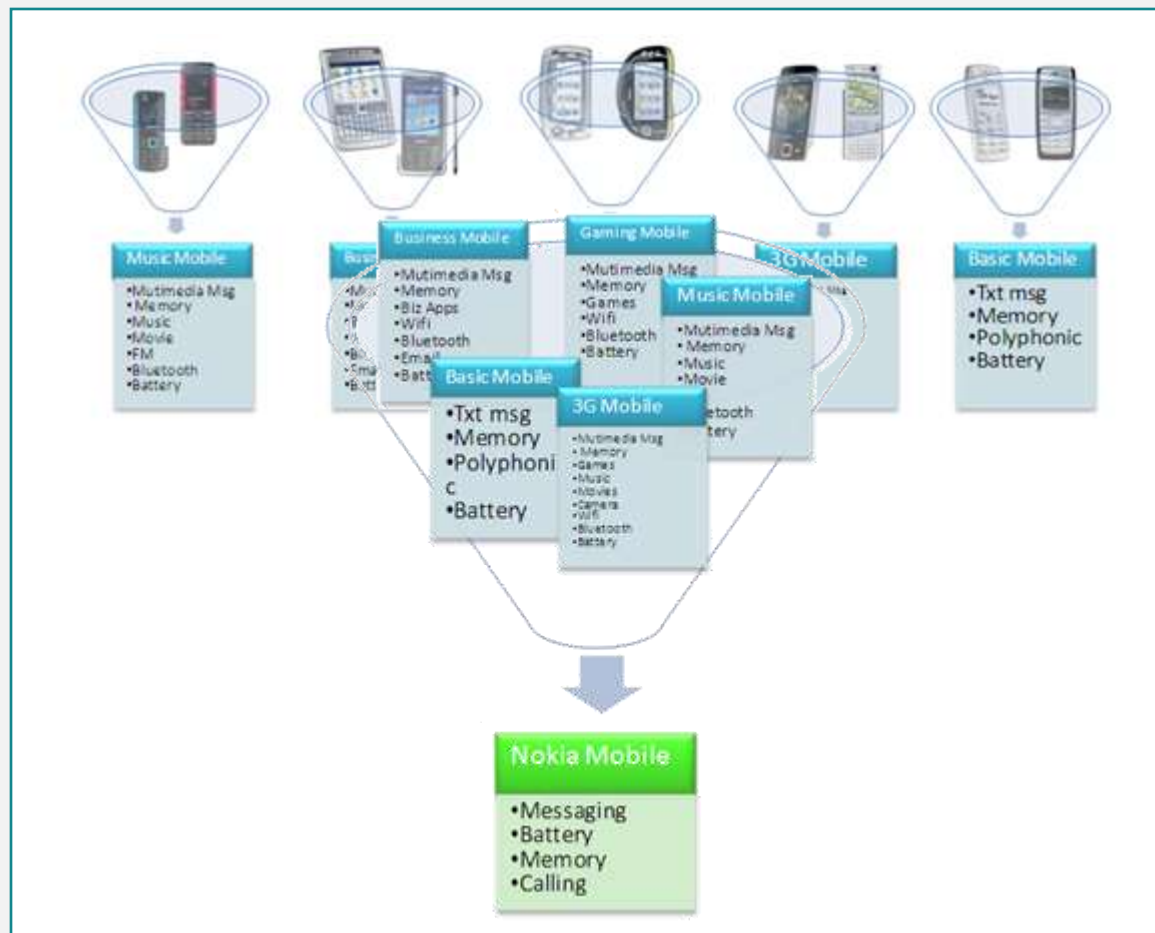 Music Mobile
•Mutimedia Msg
•Memory
•Music
•Movie
•FM
•Bluetooth
•Battery
Business Mobile
•Mutimedia Msg
•Memory
•Biz Apps
•Wifi
•Bluetooth
•Email
Gaming Mobile
•Mutimedia Msg
•Memory
•Games
•Wifi
•Bluetooth
•Battery
Music Mobile
•Mutimedia Msg
•Memory
•Music
•Movie
3G Mobile
Basic Mobile
•Txt msg
•Memory
•Polyphonic
•Battery
Basic Mobile
•Txt msg
•Memory
•Polyphoni
c
•Battery
3G Mobile
•Mutimedia Msg
•Memory
•Games
•Music
•Movies
•Camera
•Wifi
•Bluetooth
•Battery
Nokia Mobile
•Messaging
•Battery
•Memory
•Calling